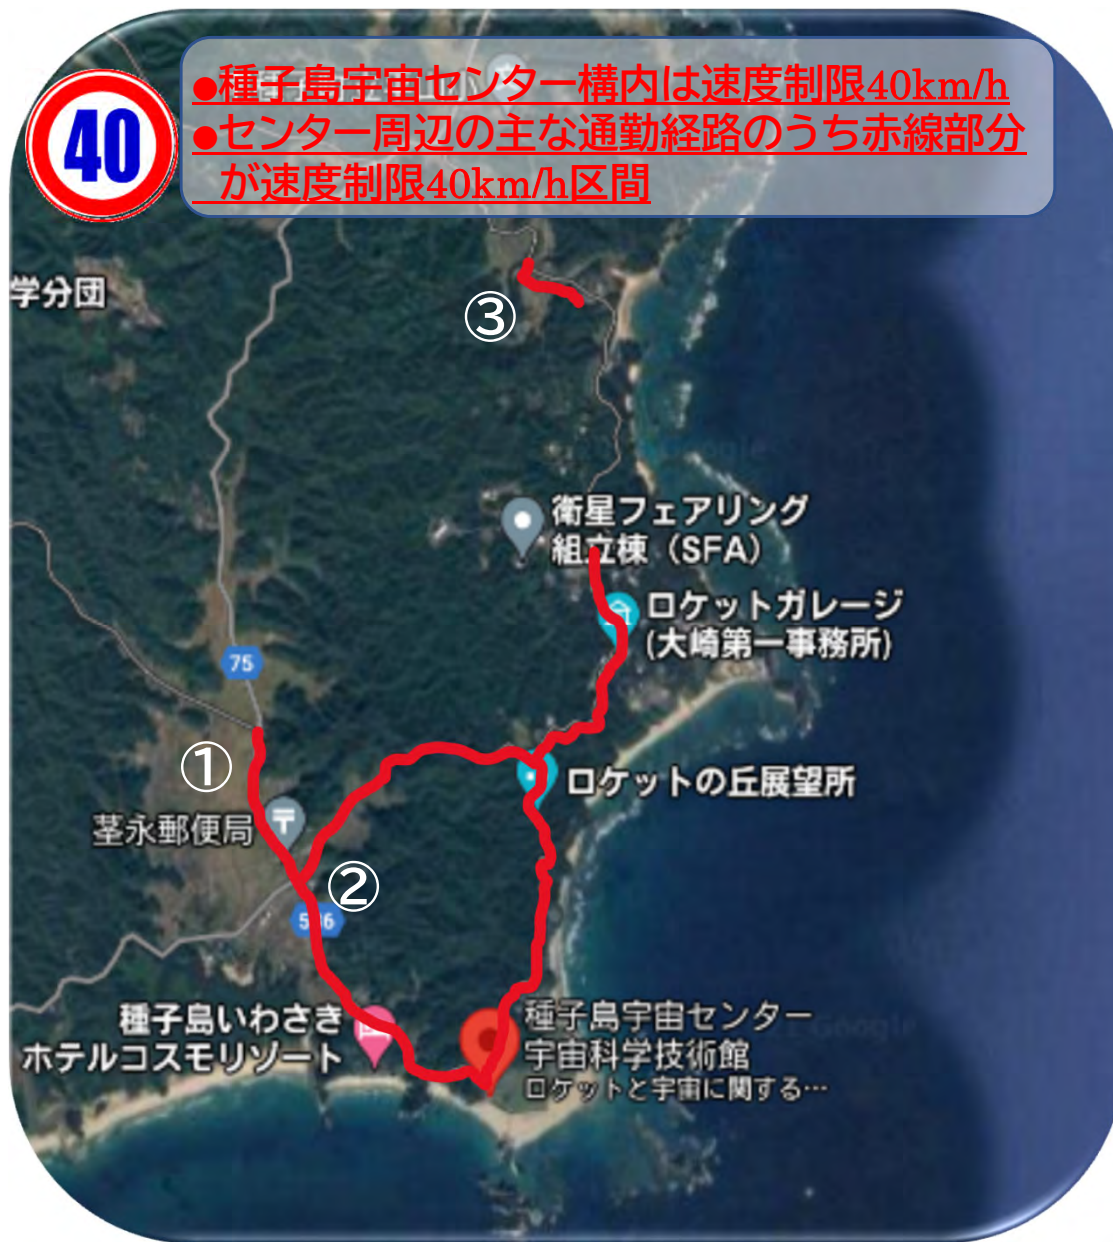 40
●種子島宇宙センター構内は速度制限40km/h
●センター周辺の主な通勤経路のうち赤線部分
が速度制限40km/h区間
学分団
③
衛星フェアリング
組立棟（SFA）
ロケットガレージ
(大崎第一事務所)
75
①
ロケットの丘展望所
〒
茎永郵便局
②
種子島いわさき
ホテルコスモリゾート
種子島宇宙センター
宇宙科学技術館
ロケットと宇宙に関する…
Google